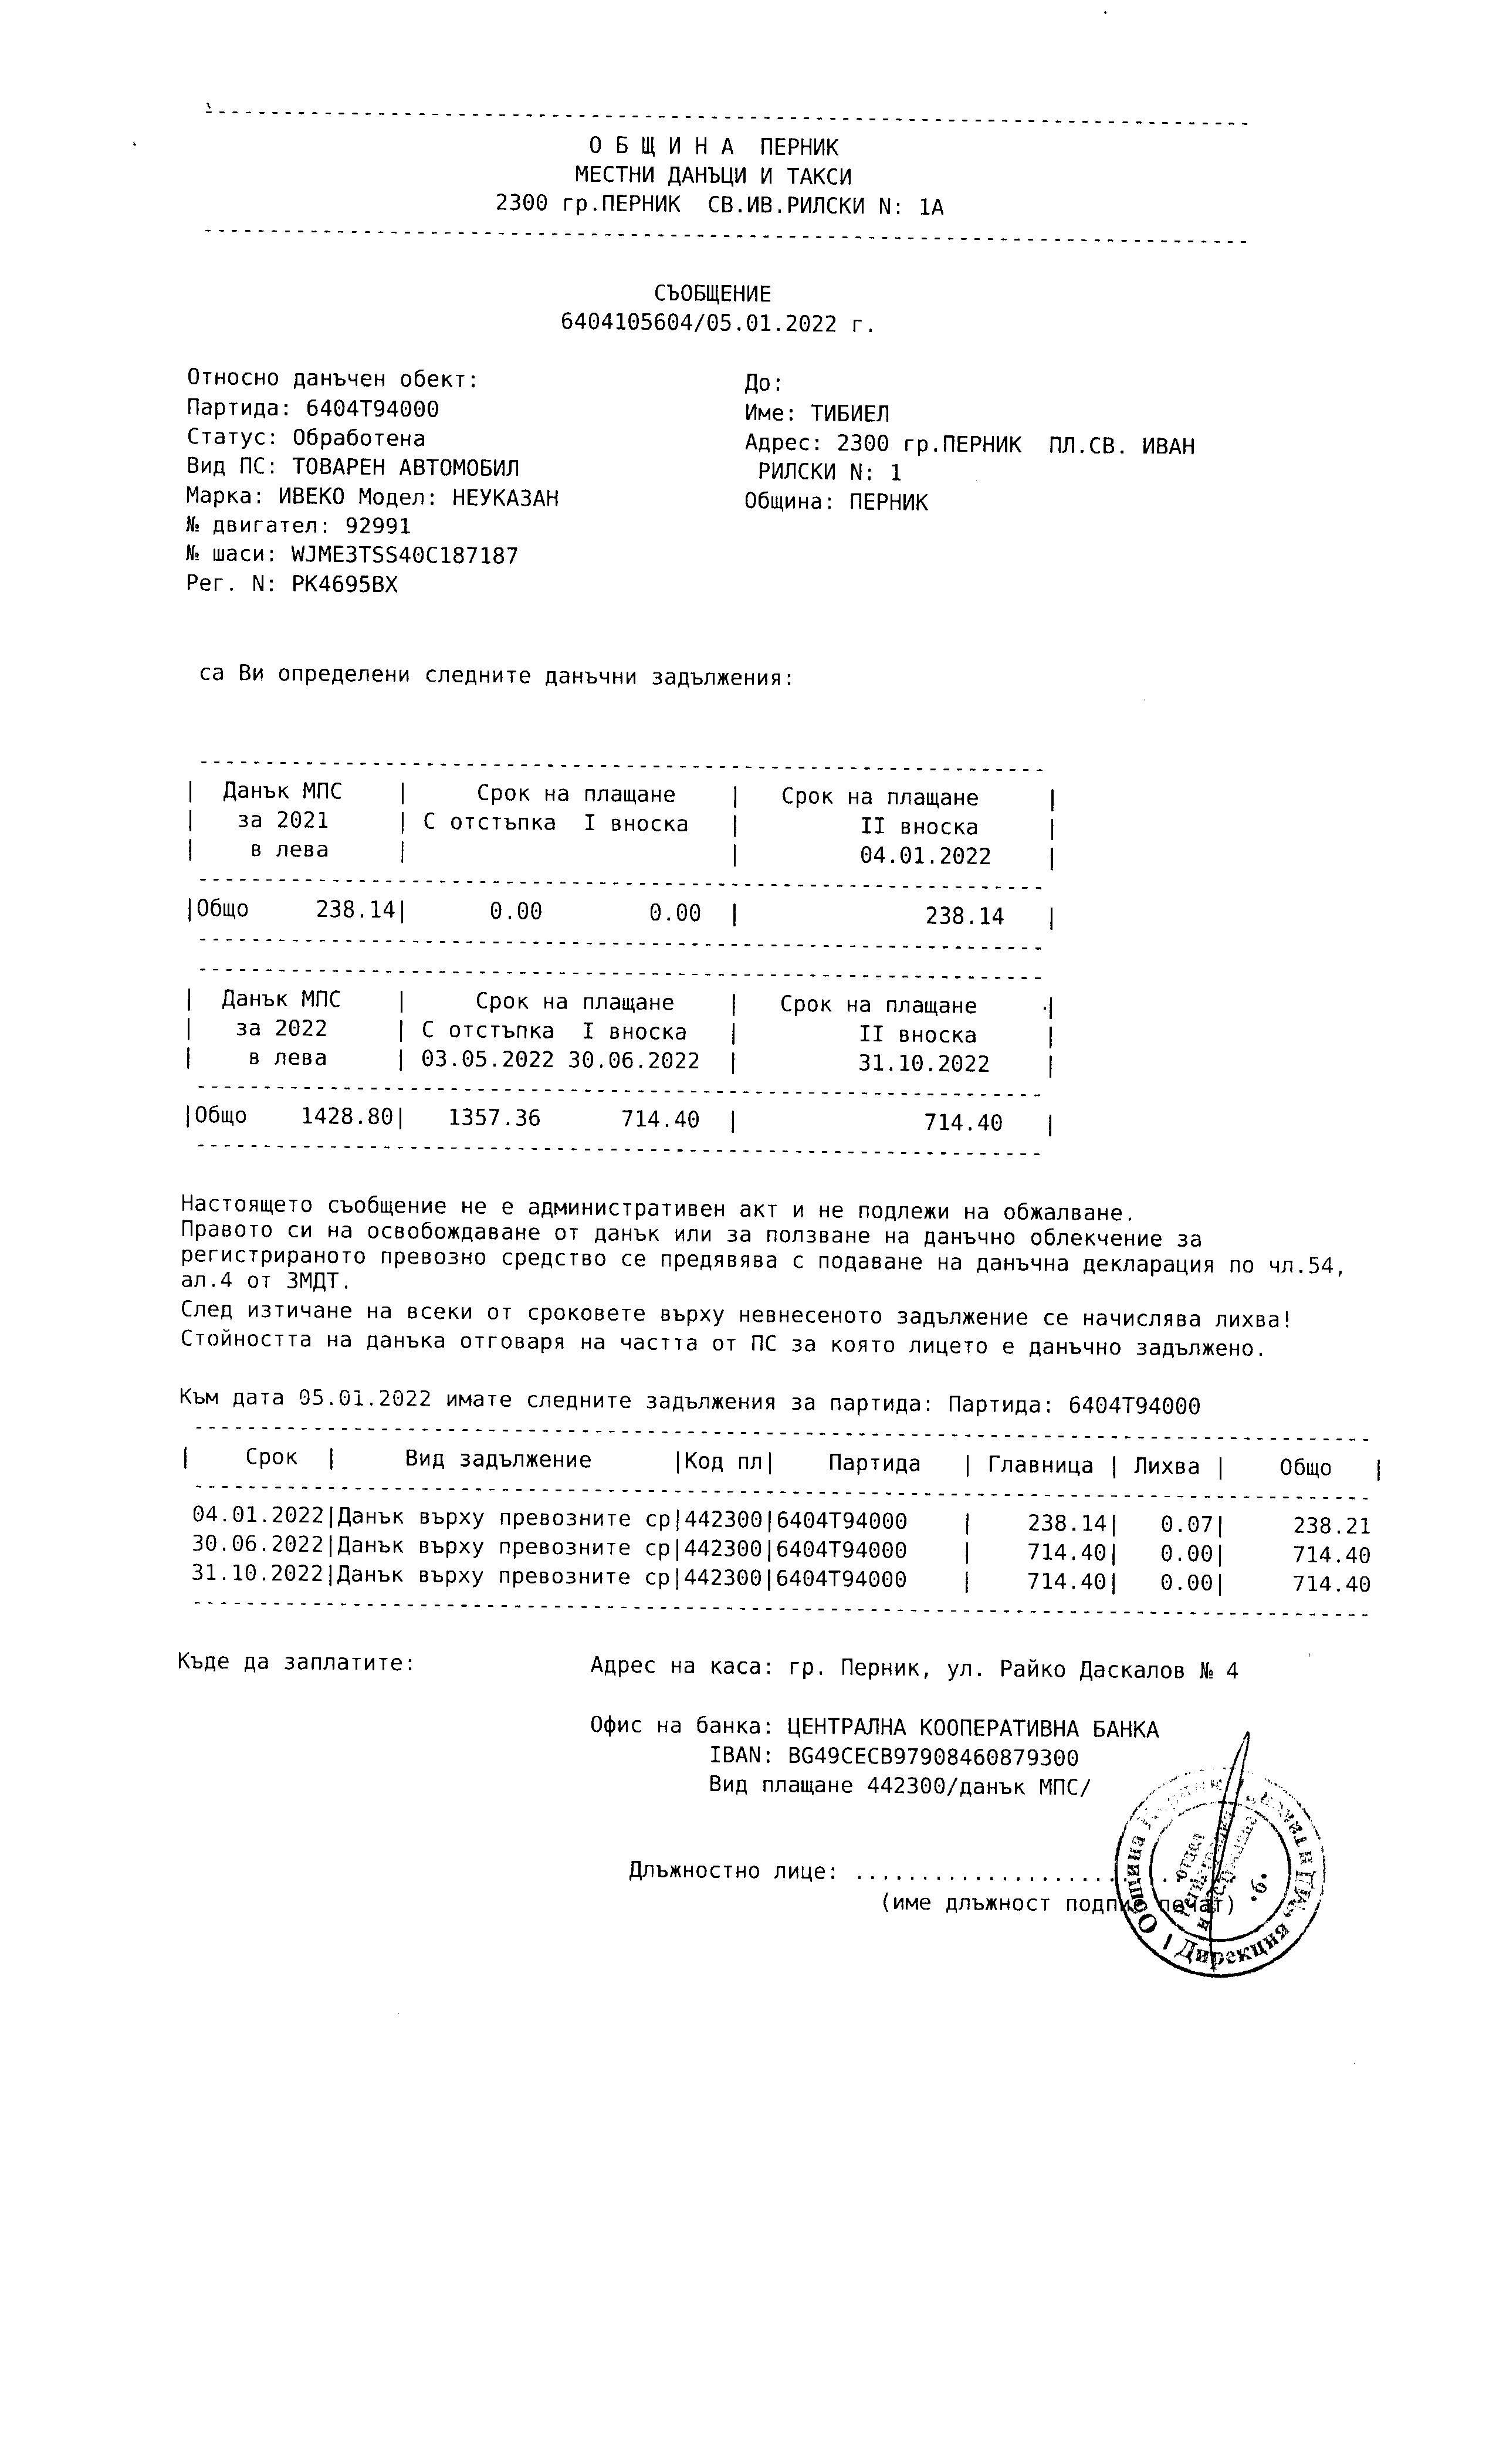 О Б Щ И Н А  ПЕРНИК
МЕСТНИ ДАНЪЦИ И ТАКСИ
2300 гр.ПЕРНИК  СВ.ИВ.РИЛСКИ N: 1А
СЪОБЩЕНИЕ
6404105604/05.01.2022 г.
Относно данъчен обект:
Партида: 6404Т94000
Статус: Обработена
Вид ПС: ТОВАРЕН АВТОМОБИЛ
Марка: ИВЕКО Модел: НЕУКАЗАН
№ двигател: 92991
№ шаси: WJME3TSS40C187187
Рег. N: РК4695ВХ
До:
Име: ТИБИЕЛ
Адрес: 2300 гр.ПЕРНИК  ПЛ.СВ. ИВАН
РИЛСКИ N: 1
Община: ПЕРНИК
са Ви определени следните данъчни задължения:
| Данък МПС | Срок на плащане | Срок на плащане |
| за 2021 | С отстъпка  I вноска | II вноска |
| в лева | | 04.01.2022 |
|Общо 238.14| 0.00 0.00 | 238.14 |
| Данък МПС | Срок на плащане | Срок на плащане |
| за 2022 | С отстъпка  I вноска | II вноска |
| в лева | 03.05.2022 30.06.2022 | 31.10.2022 |
|Общо 1428.80| 1357.36 714.40 | 714.40 |
Настоящето съобщение не е административен акт и не подлежи на обжалване.
Правото си на освобождаване от данък или за ползване на данъчно облекчение за
регистрираното превозно средство се предявява с подаване на данъчна декларация по чл.54,
ал.4 от ЗМДТ.
След изтичане на всеки от сроковете върху невнесеното задължение се начислява лихва!
Стойността на данъка отговаря на частта от ПС за която лицето е данъчно задължено.
Към дата 05.01.2022 имате следните задължения за партида: Партида: 6404Т94000
| Срок | Вид задължение |Код пл| Партида | Главница | Лихва | Общо |
04.01.2022|Данък върху превозните ср|442300|6404Т94000 | 238.14| 0.07| 238.21
30.06.2022|Данък върху превозните ср|442300|6404Т94000 | 714.40| 0.00| 714.40
31.10.2022|Данък върху превозните ср|442300|6404Т94000 | 714.40| 0.00| 714.40
Къде да заплатите:
Адрес на каса: гр. Перник, ул. Райко Даскалов № 4
Офис на банка: ЦЕНТРАЛНА КООПЕРАТИВНА БАНКА
IBAN: BG49CECB97908460879300
Вид плащане 442300/данък МПС/
Длъжностно лице: ........................
(име длъжност подпис печат)
Община Перник
Дирекция
отдел
•6•